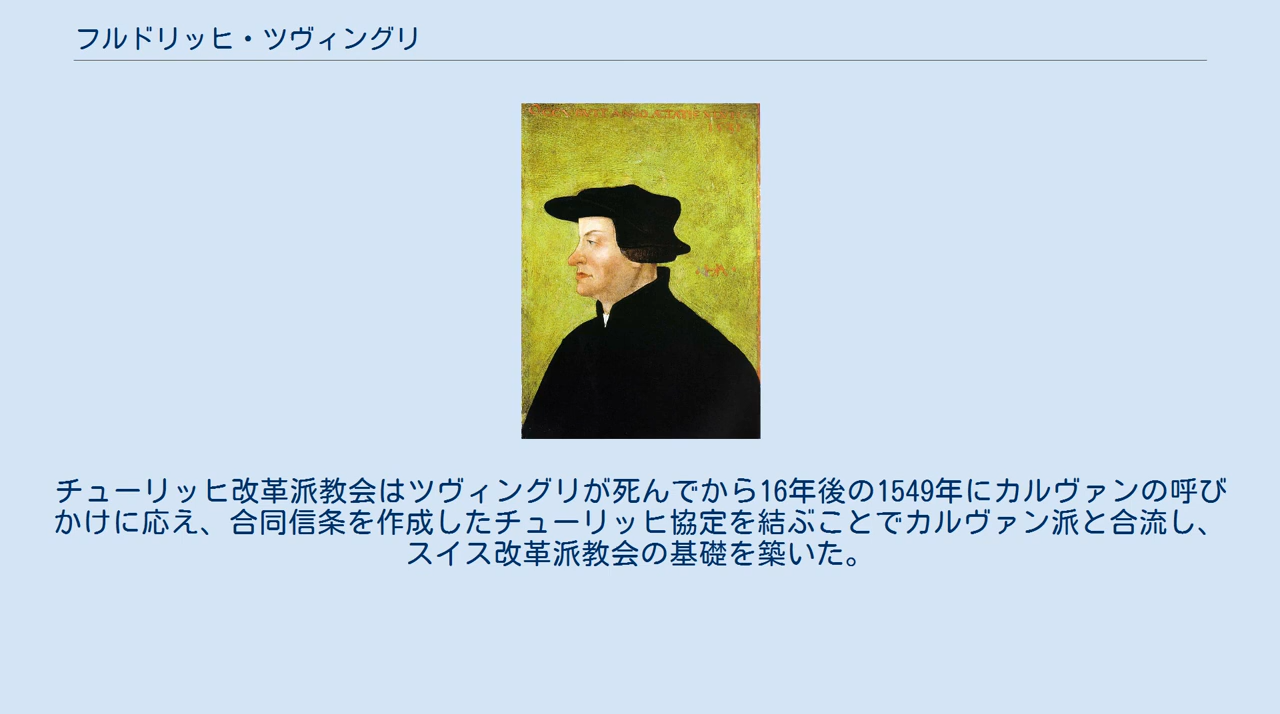 フルドリッヒ・ツヴィングリ
チューリッヒ改革派教会はツヴィングリが死んでから16年後の1549年にカルヴァンの呼び
かけに応え、合同信条を作成したチューリッヒ協定を結ぶことでカルヴァン派と合流し、
スイス改革派教会の基礎を築いた。